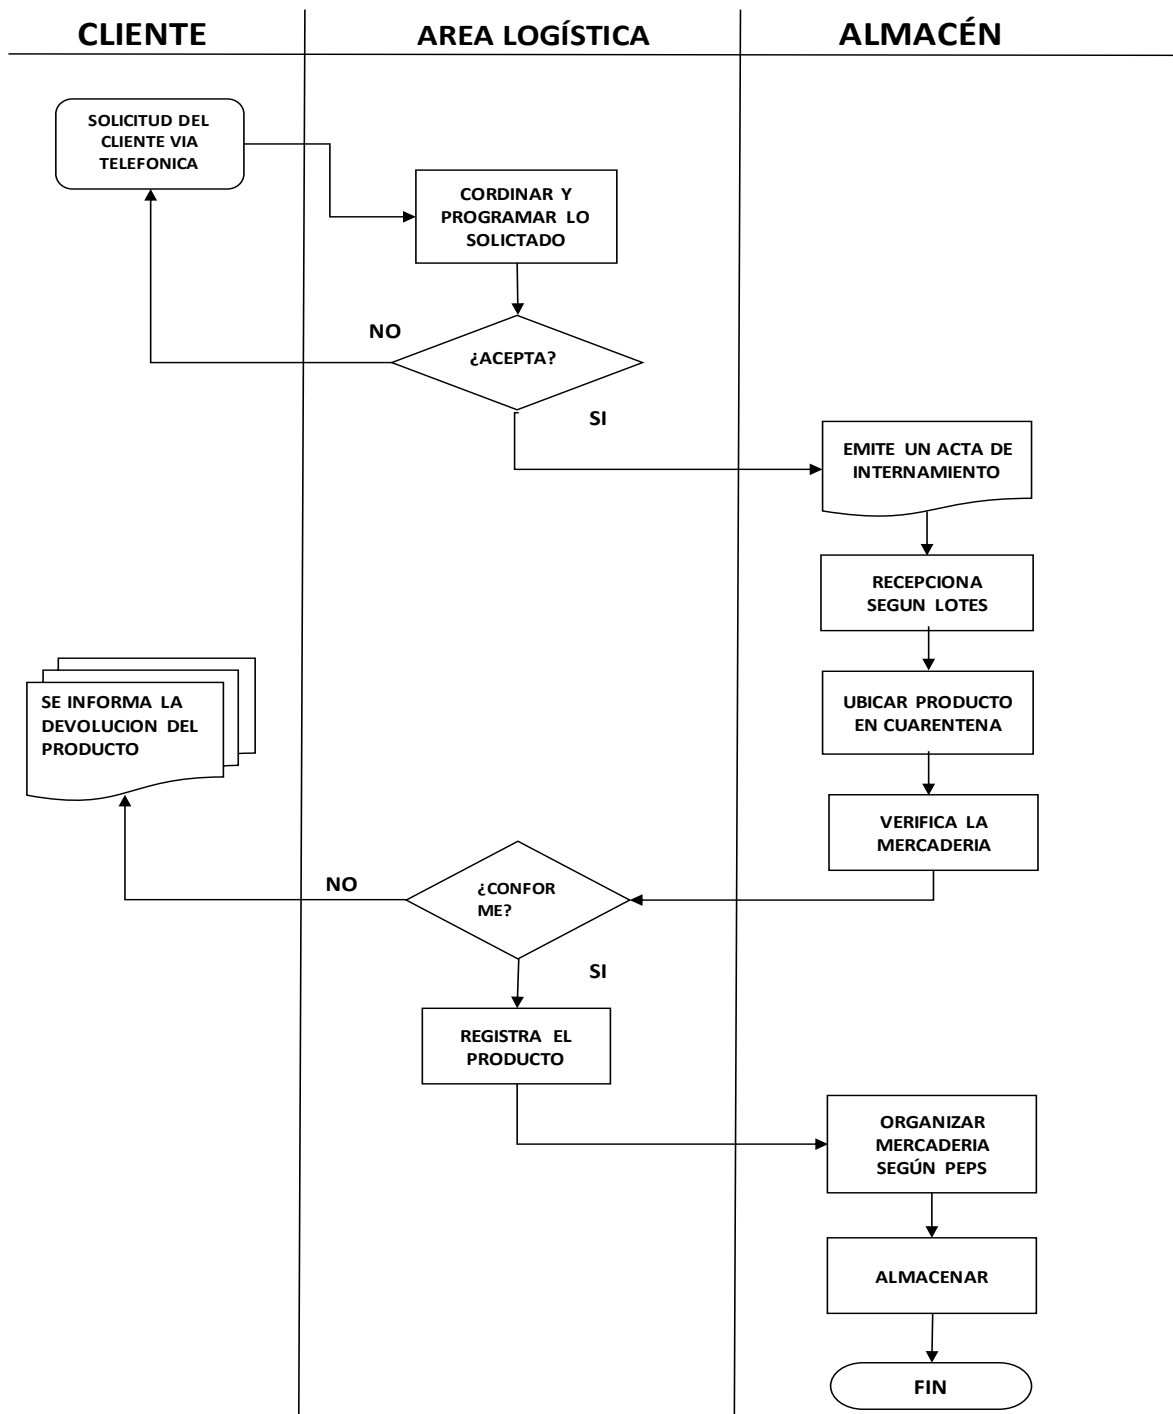 CLIENTE
AREA LOGÍSTICA
ALMACÉN
SOLICITUD DEL
CLIENTE VIA
TELEFONICA
CORDINAR Y
PROGRAMAR LO
SOLICTADO
NO
¿ACEPTA?
SI
EMITE UN ACTA DE
INTERNAMIENTO
RECEPCIONA
SEGUN LOTES
UBICAR PRODUCTO
EN CUARENTENA
SE INFORMA LA
DEVOLUCION DEL
PRODUCTO
VERIFICA LA
MERCADERIA
NO
¿CONFOR
ME?
SI
REGISTRA EL
PRODUCTO
ORGANIZAR
MERCADERIA
SEGÚN PEPS
ALMACENAR
FIN